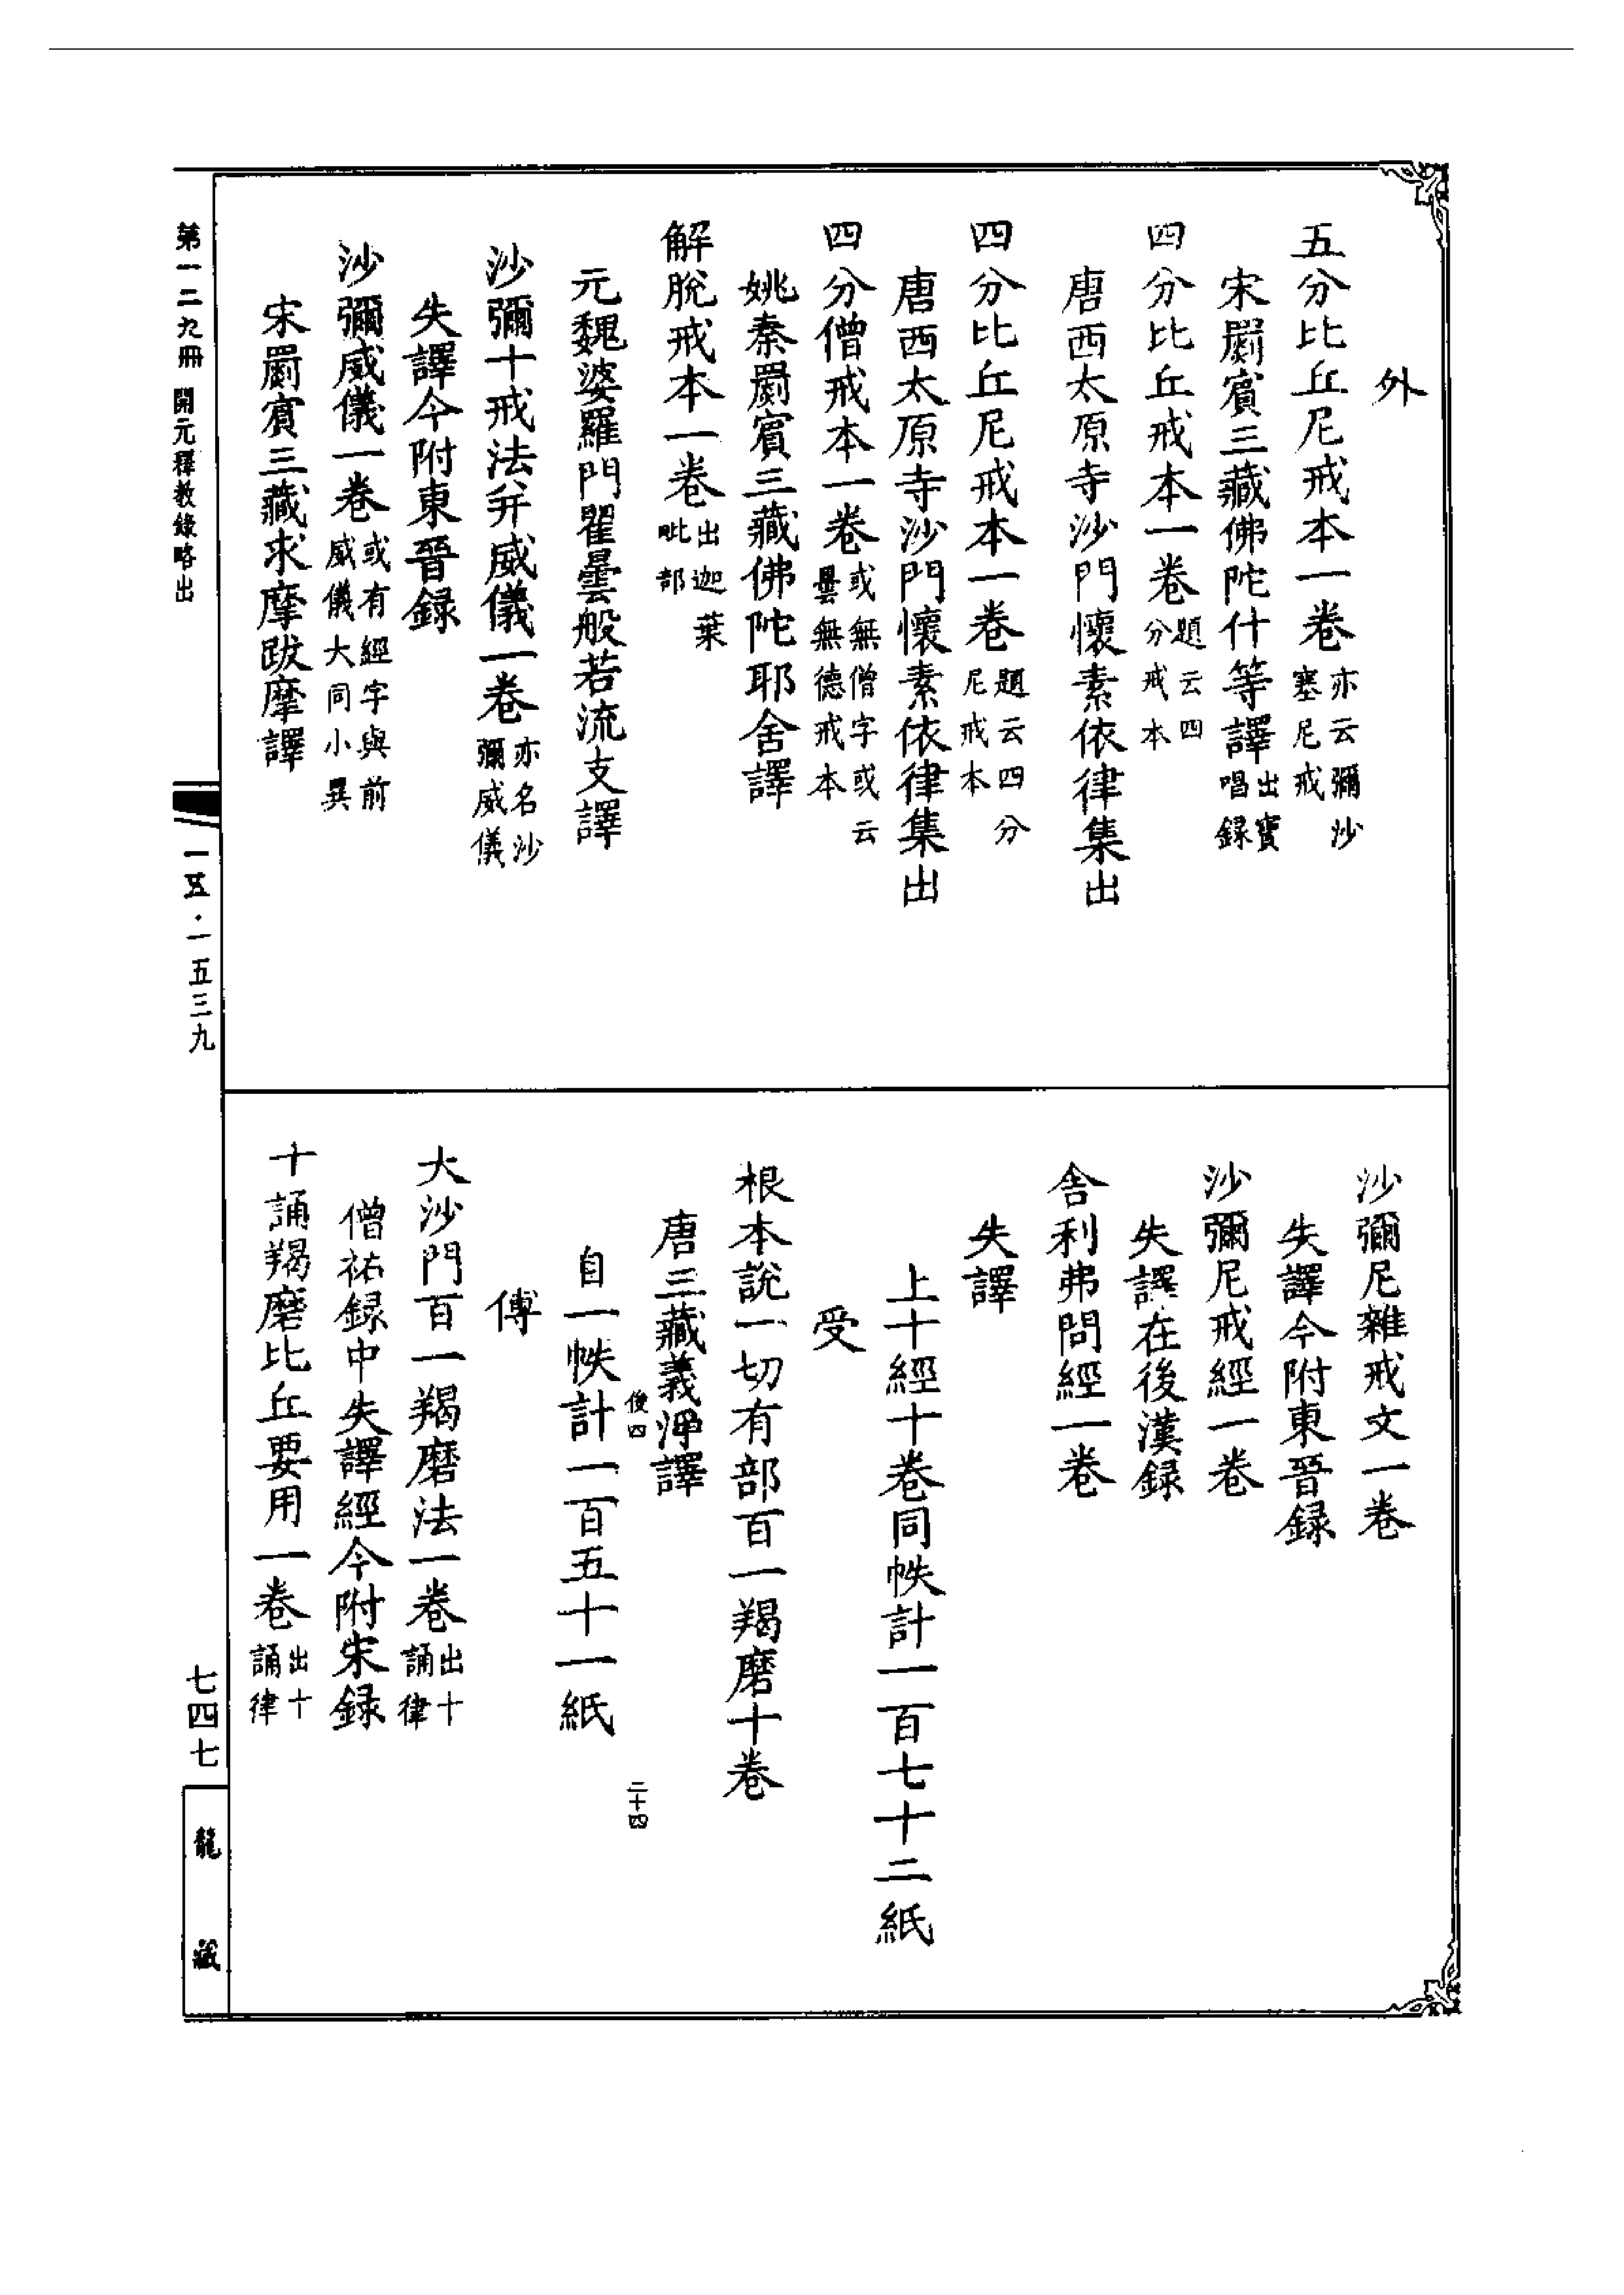 外
五分比丘尼戒本一卷亦云彌沙塞尼戒
宋罽賓三藏佛陀什等譯出寶唱録
四分比丘戒本一卷題云四分戒本
唐西太原寺沙門懷素依律集出
四分比丘尼戒本一卷題云四分尼戒本
唐西太原寺沙門懷素依律集出
四分僧戒本一卷或無僧字或云曇無德戒本
姚秦罽賓三藏佛陀耶舍譯
解脫戒本一卷出迦葉毗部
元魏婆羅門瞿曇般若流支譯
沙彌十戒法并威儀一卷亦名沙彌威儀
失譯今附東晉録
沙彌威儀一卷或有經字與前威儀大同小異
宋罽賓三藏求摩跋摩譯
沙彌尼雜戒文一卷
失譯今附東晉録
沙彌尼戒經一卷
失譯在後漢録
舍利弗問經一卷
失譯
上十經十卷同帙計一百七十二紙
受
根本說一切有部百一羯磨十卷
唐三藏義淨譯
後四
二十四
自一帙計一百五十一紙
傅
大沙門百一羯磨法一卷出十誦律
僧祐録中失譯經今附宋録
十誦羯磨比丘要用一卷出十誦律
第一二九冊 開元釋教錄略出
一五·一五三九
七四七
龍藏